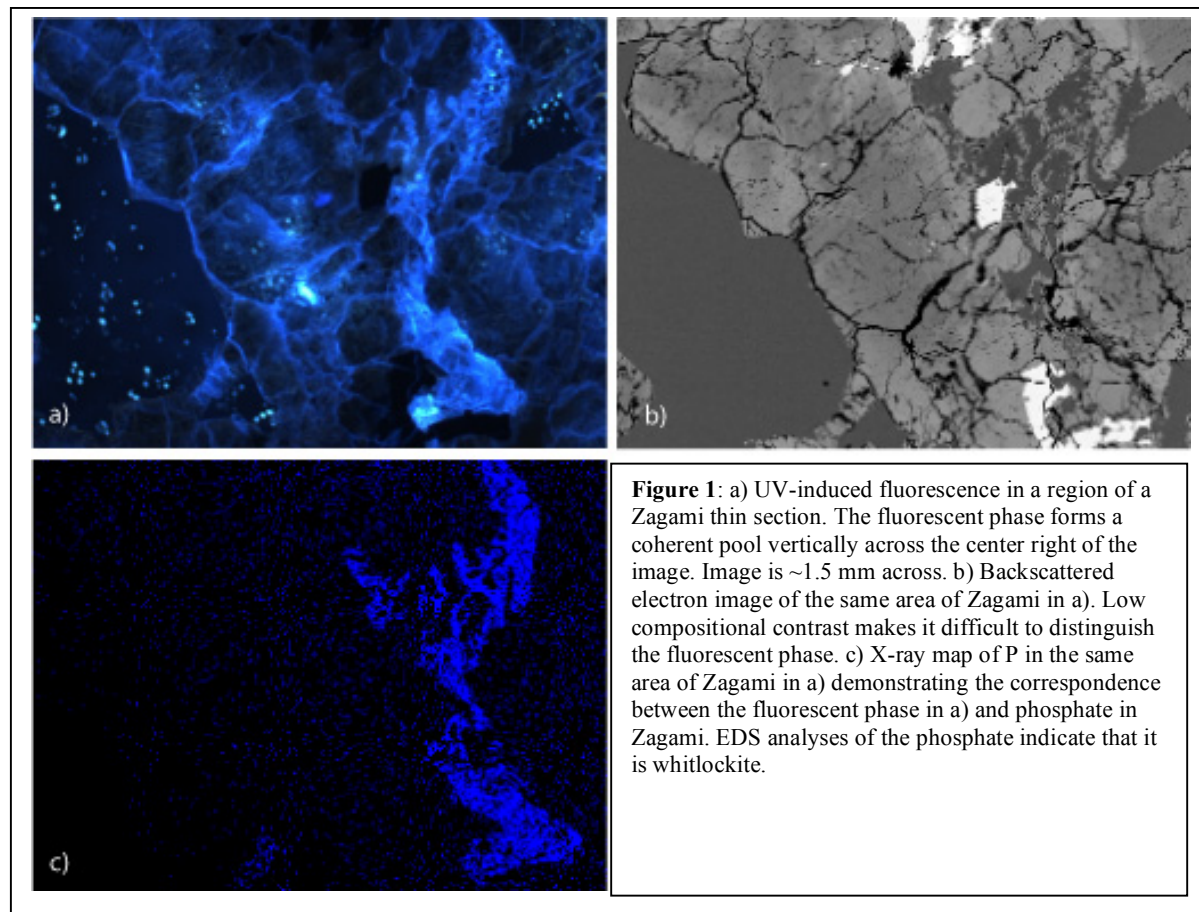 a)
b)
c)
Figure 1: a) UV-induced fluorescence in a region of a
Zagami thin section. The fluorescent phase forms a
coherent pool vertically across the center right of the
image. Image is ~1.5 mm across. b) Backscattered
electron image of the same area of Zagami in a). Low
compositional contrast makes it difficult to distinguish
the fluorescent phase. c) X-ray map of P in the same
area of Zagami in a) demonstrating the correspondence
between the fluorescent phase in a) and phosphate in
Zagami. EDS analyses of the phosphate indicate that it
is whitlockite.